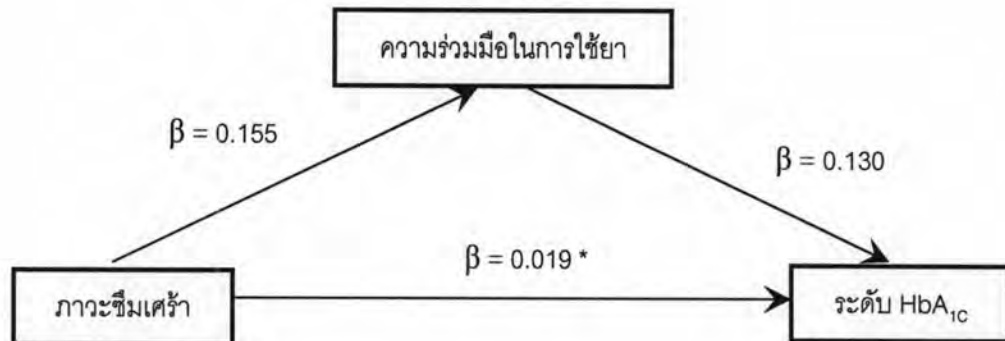 ความร่วมมือในการใช้ยา
β = 0.155
β = 0.130
β = 0.019 *
ภาวะซึมเศร้า
ระดับ HbA₁C